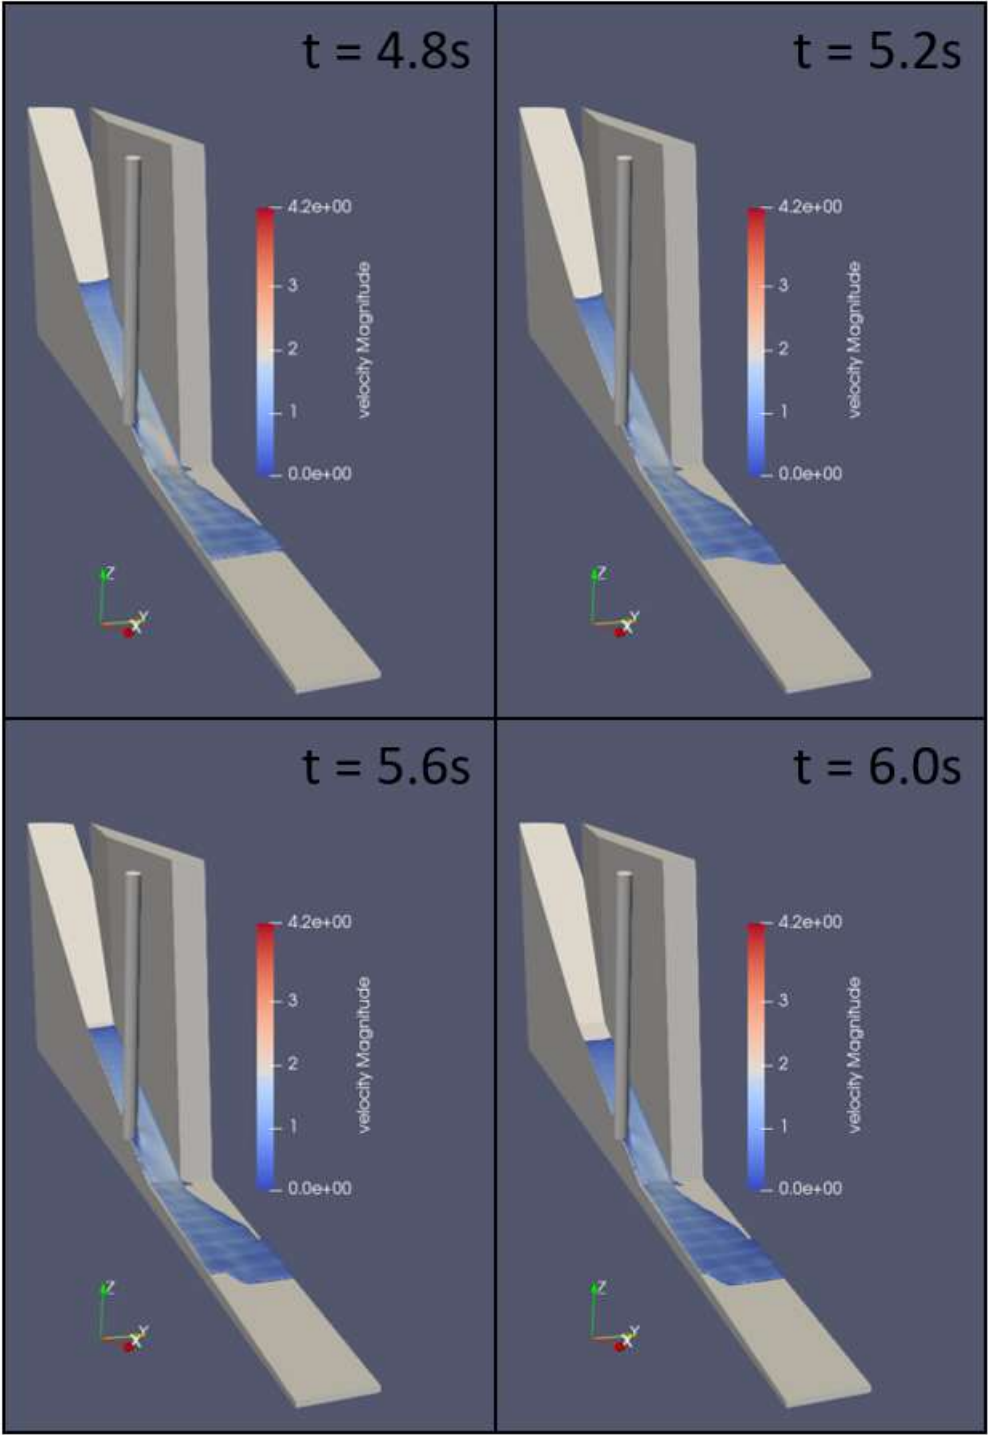 t = 4.8s
4.2e+00
3
2
1
0.0e+00
velocity Magnitude
Z
Y
X
t = 5.2s
4.2e+00
3
2
1
0.0e+00
velocity Magnitude
Z
Y
X
t = 5.6s
4.2e+00
3
2
1
0.0e+00
velocity Magnitude
Z
Y
X
t = 6.0s
4.2e+00
3
2
1
0.0e+00
velocity Magnitude
Z
Y
X